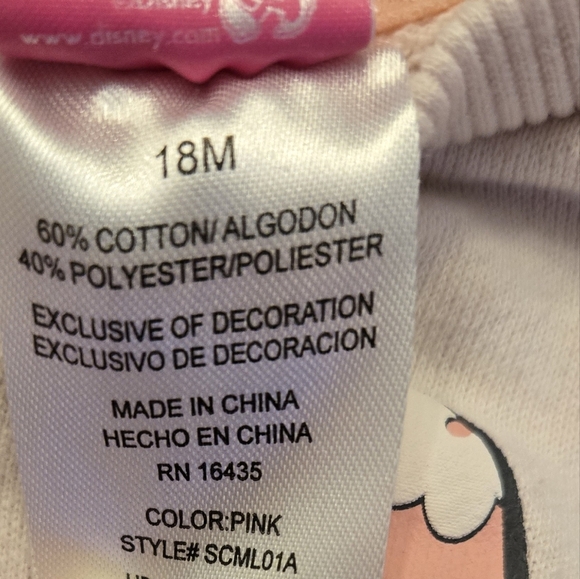 ©Disney
www.disney.com
18M
60% COTTON/ALGODON
40% POLYESTER/POLIESTER
EXCLUSIVE OF DECORATION
EXCLUSIVO DE DECORACION
MADE IN CHINA
HECHO EN CHINA
RN 16435
COLOR:PINK
STYLE# SCML01A